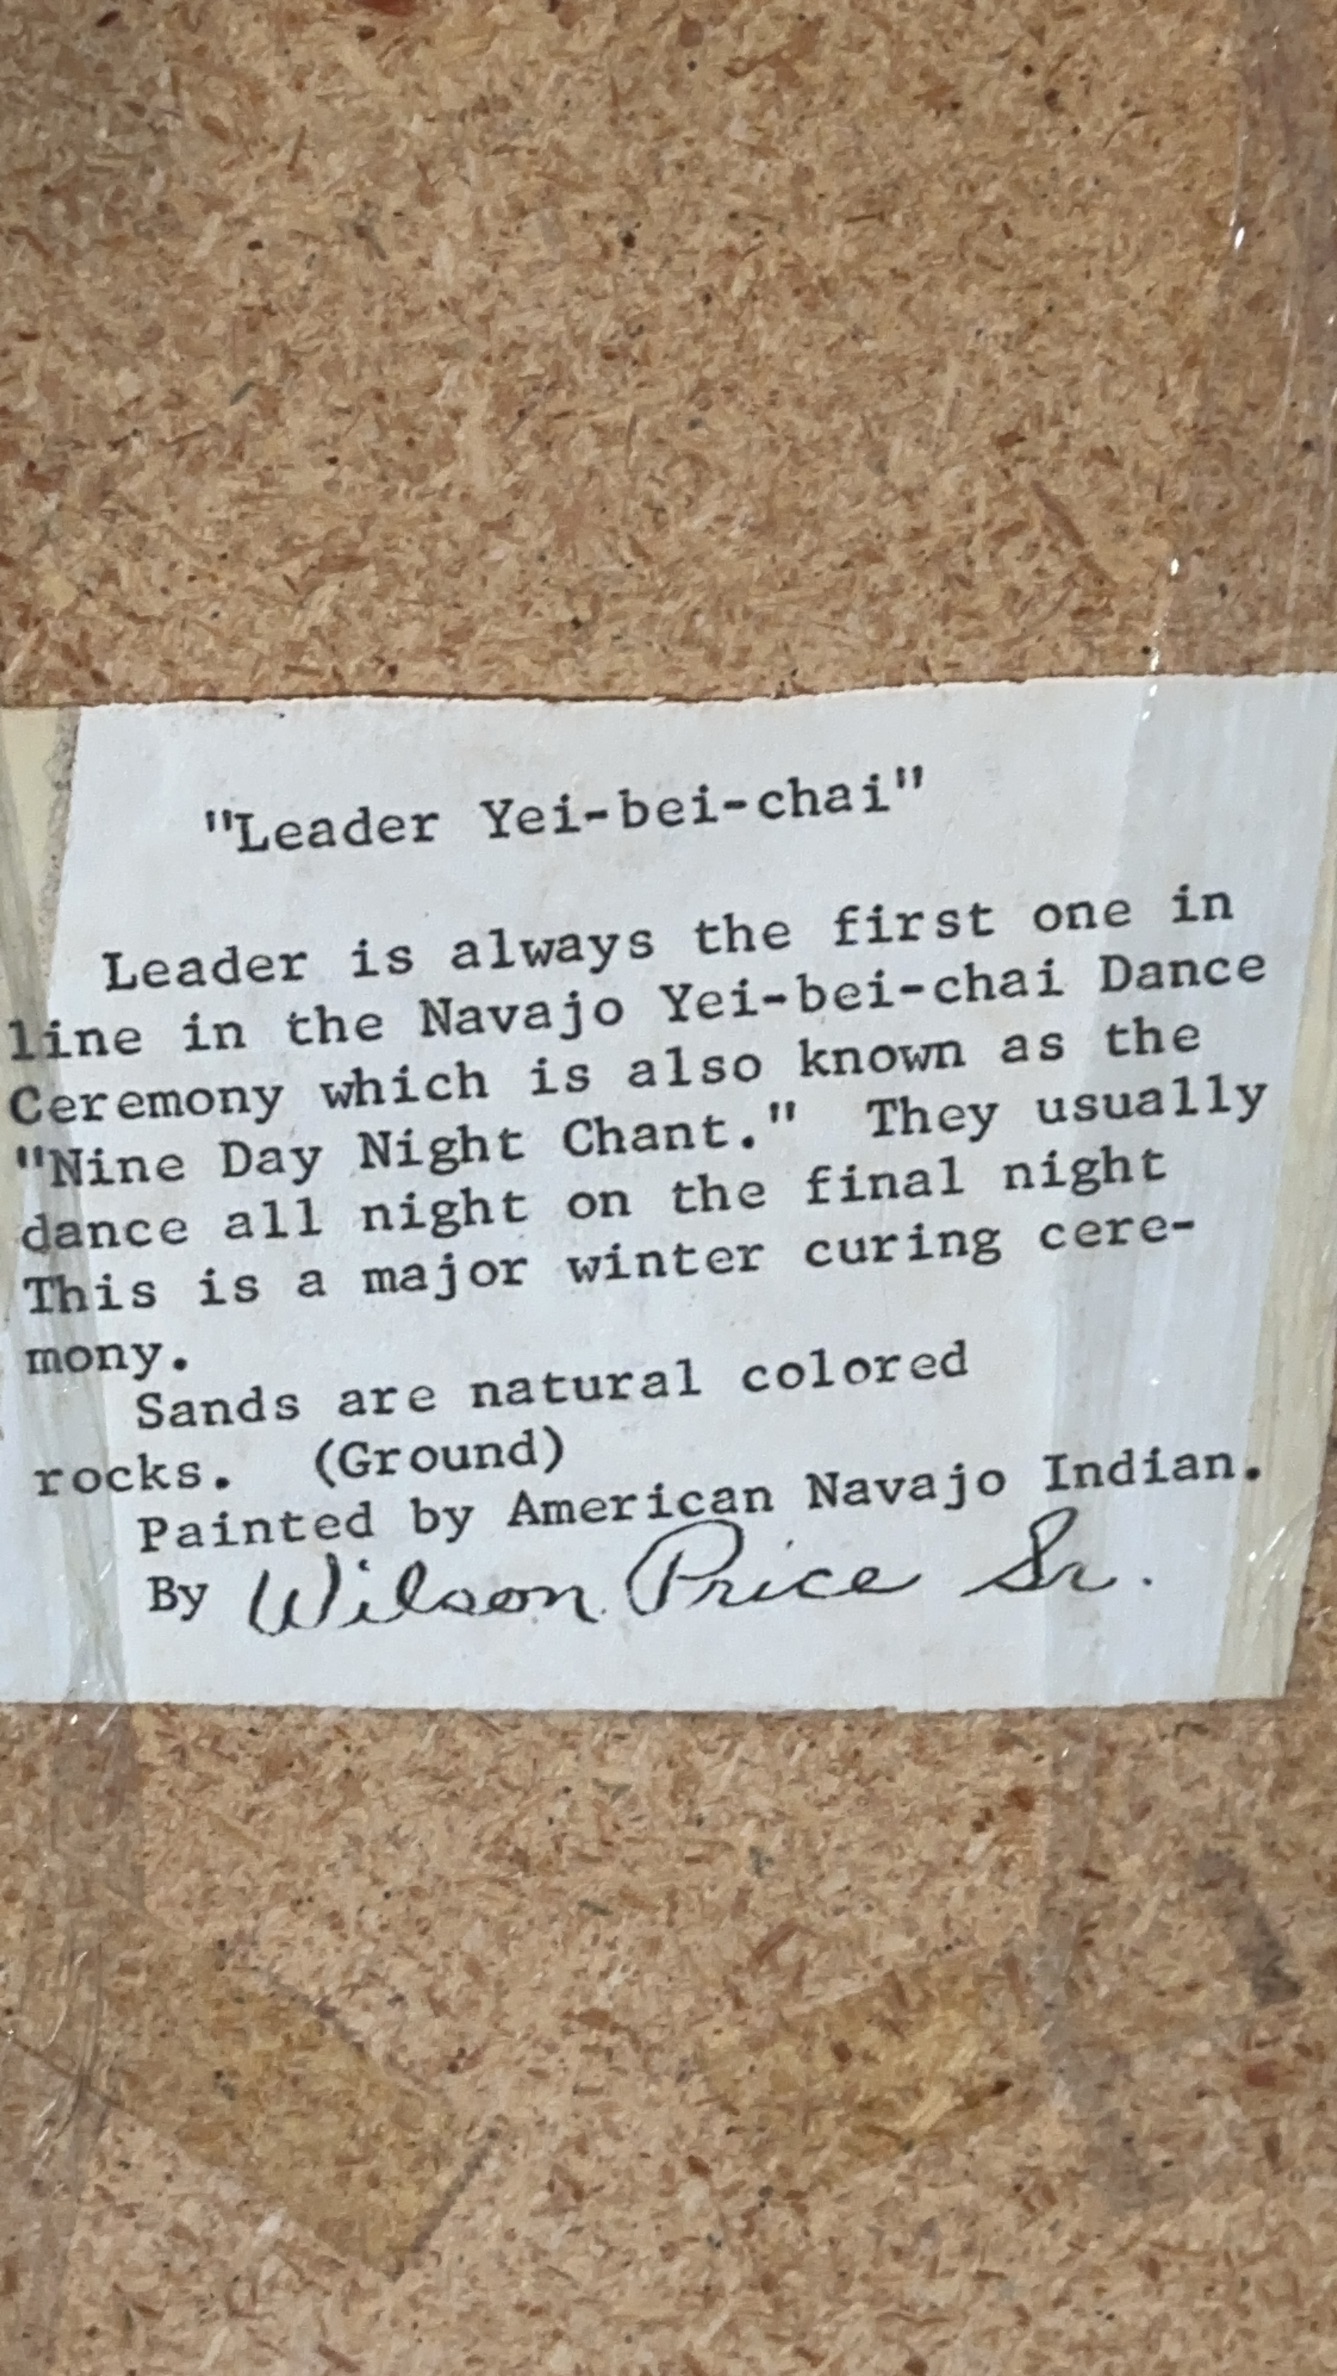 "Leader Yei-bei-chai"
Leader is always the first one in
line in the Navajo Yei-bei-chai Dance
Ceremony which is also known as the
"Nine Day Night Chant." They usually
dance all night on the final night
This is a major winter curing cere-
mony.
Sands are natural colored
rocks. (Ground)
Painted by American Navajo Indian.
By Wilson Price Sr.